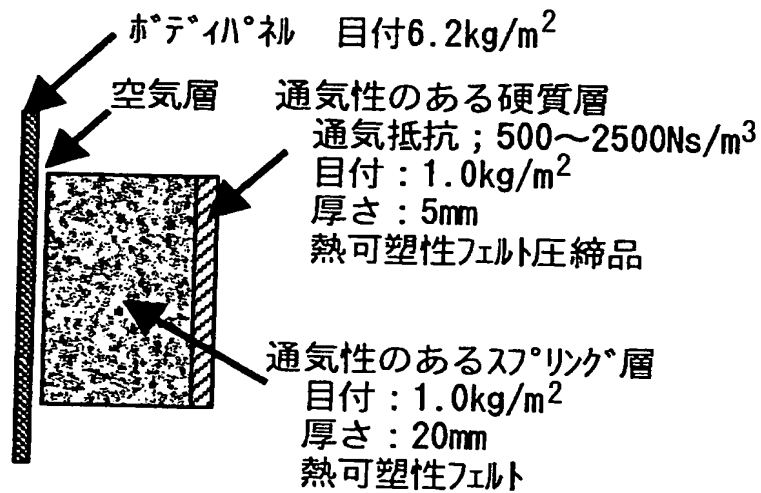 ﾎﾞﾃﾞｨﾊﾟﾈﾙ 目付6.2kg/m2
空気層
通気性のある硬質層
通気抵抗；500～2500Ns/m3
目付：1.0kg/m2
厚さ：5mm
熱可塑性ﾌｪﾙﾄ圧締品
通気性のあるｽﾌﾟﾘﾝｸﾞ層
目付：1.0kg/m2
厚さ：20mm
熱可塑性ﾌｪﾙﾄ